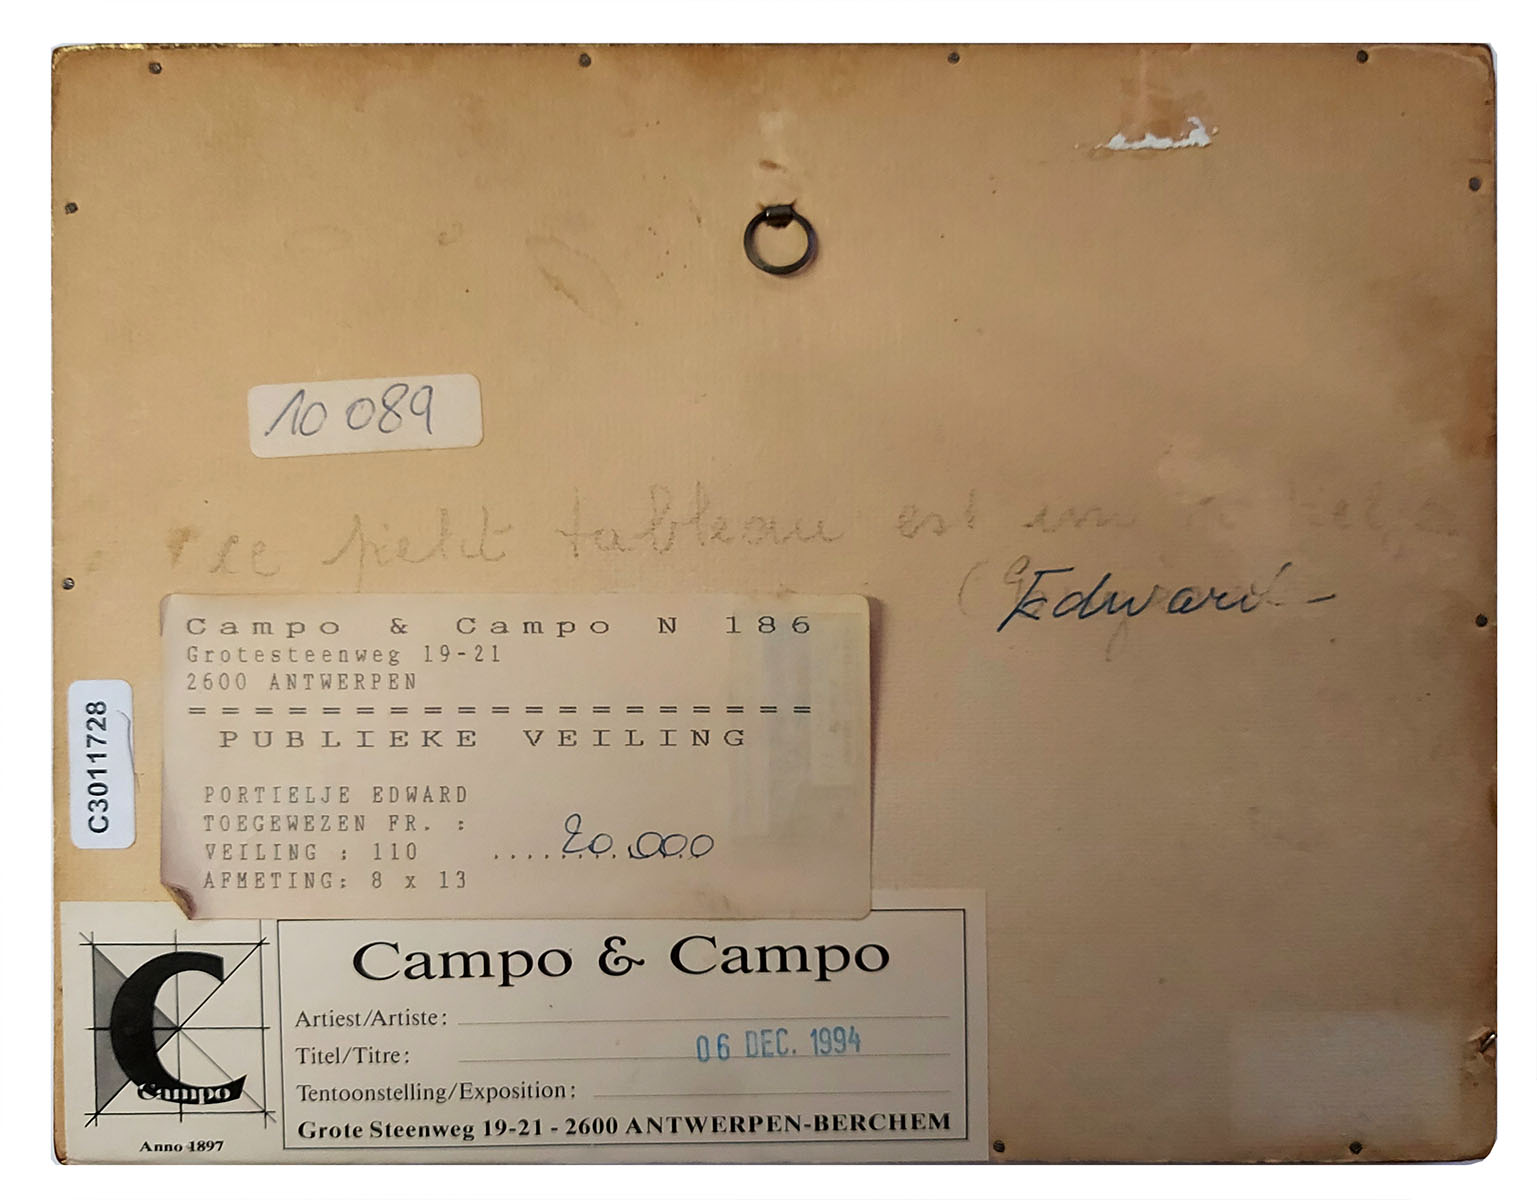 10 089
ce petit tableau est un
Edward -
Campo & Campo N 186
Grotesteenweg 19-21
2600 ANTWERPEN
===================
PUBLIEKE VEILING
PORTIELJE EDWARD
TOEGEWEZEN FR. :
VEILING : 110 ....20.000
AFMETING: 8 x 13
C3011728
C
Campo
Anno 1897
Campo & Campo
Artiest/Artiste:
Titel/Titre:
06 DEC. 1994
Tentoonstelling/Exposition:
Grote Steenweg 19-21 - 2600 ANTWERPEN-BERCHEM